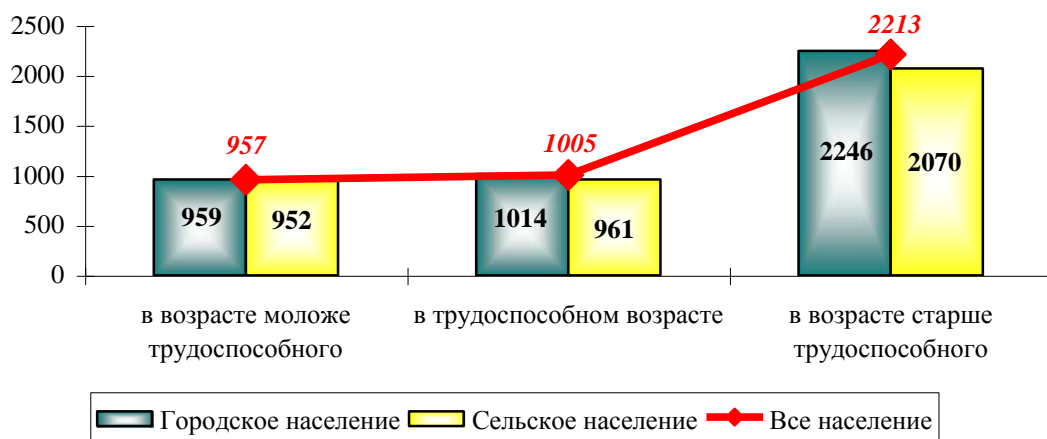 2500
2000
1500
1000
500
0
957
1005
2213
959
952
1014
961
2246
2070
в возрасте моложе
трудоспособного
в трудоспособном возрасте
в возрасте старше
трудоспособного
Городское население
Сельское население
Все население